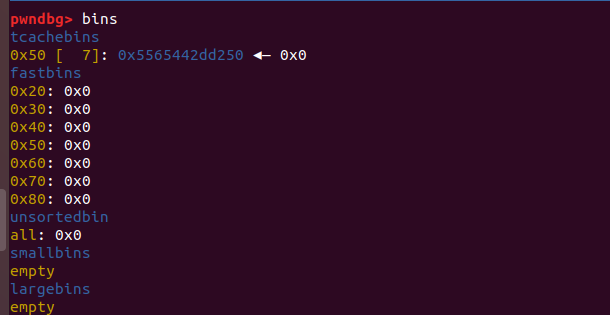 pwndbg> bins
tcachebins
0x50 [  7]: 0x5565442dd250 ◂— 0x0
fastbins
0x20: 0x0
0x30: 0x0
0x40: 0x0
0x50: 0x0
0x60: 0x0
0x70: 0x0
0x80: 0x0
unsortedbin
all: 0x0
smallbins
empty
largebins
empty